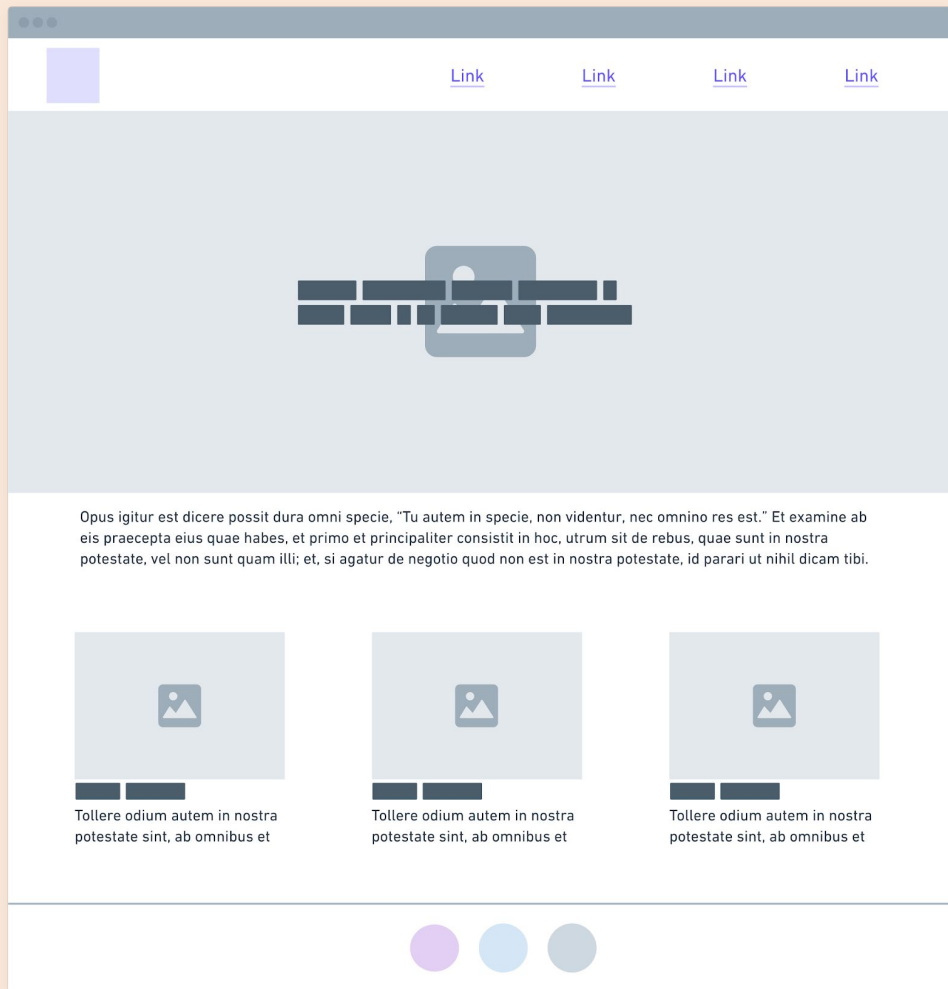 Link Link Link Link
Opus igitur est dicere possit dura omni specie, “Tu autem in specie, non videntur, nec omnino res est.” Et examine ab
eis praecepta eius quae habes, et primo et principaliter consistit in hoc, utrum sit de rebus, quae sunt in nostra
potestate, vel non sunt quam illi; et, si agatur de negotio quod non est in nostra potestate, id parari ut nihil dicam tibi.
Tollere odium autem in nostra
potestate sint, ab omnibus et
Tollere odium autem in nostra
potestate sint, ab omnibus et
Tollere odium autem in nostra
potestate sint, ab omnibus et